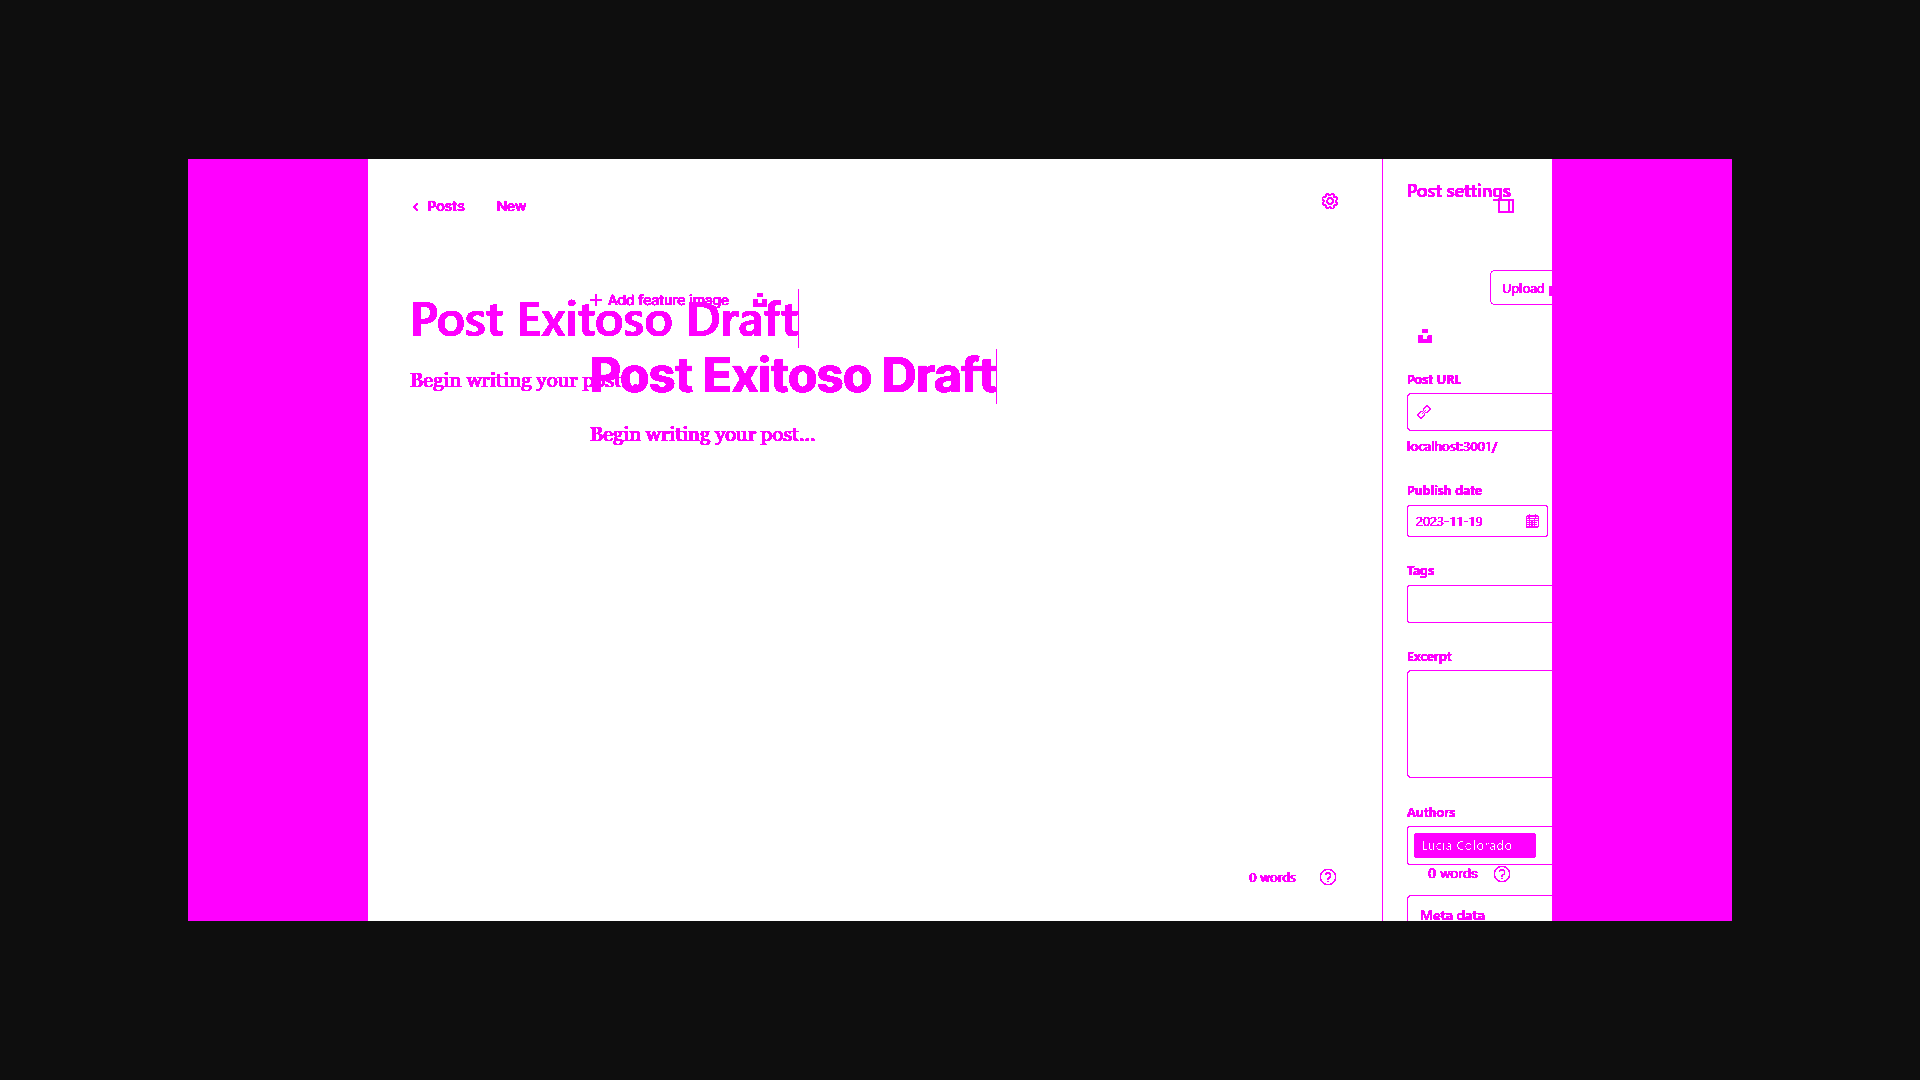 Posts New
Post settings
Add feature image
Upload
Post Exitoso Draft
Begin writing your post
Post Exitoso Draft
Begin writing your post...
Post URL
localhost:3001/
Publish date
2023-11-19
Tags
Excerpt
Authors
Lucia Colorado
0 words
0 words
Meta data